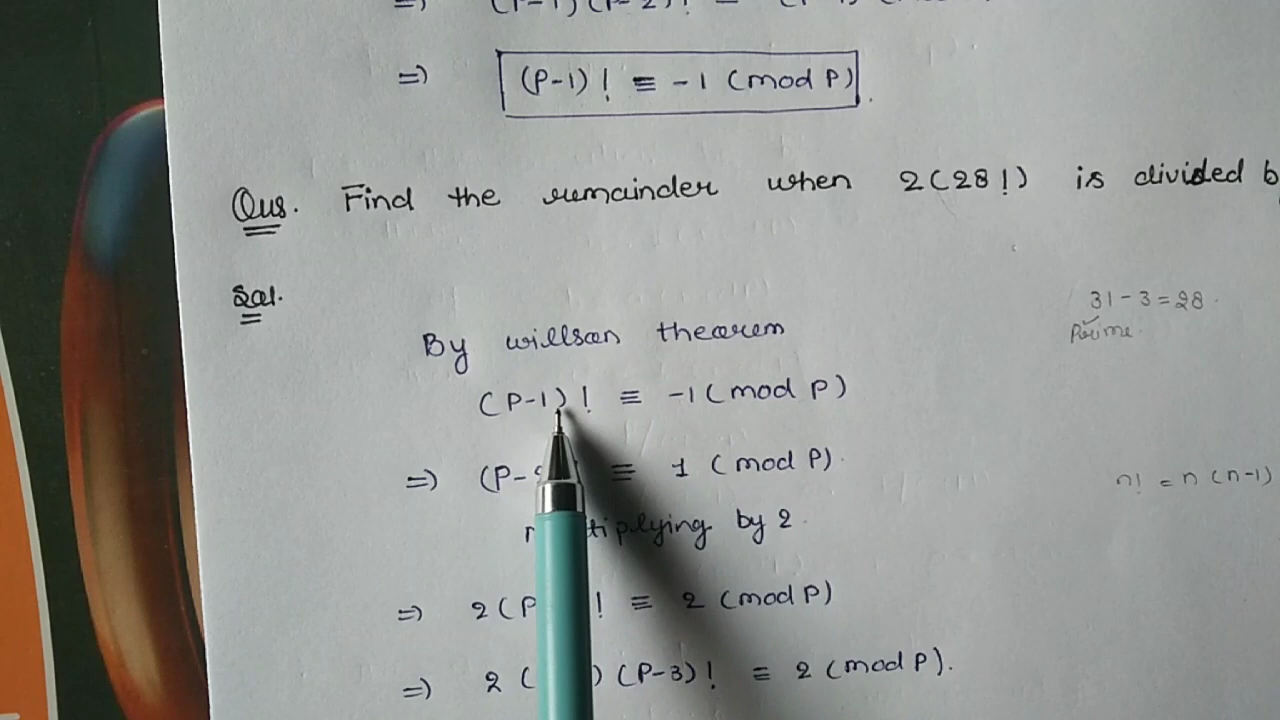 => (P-1)! ≡ -1 (mod P).
Qus. Find the remainder when 2(28!) is divided
Sol.
31-3=28.
Prime.
By willson theorem
(P-1)! ≡ -1 (mod P)
=> (P- ≡ 1 (mod P).
n! = n (n-1)
by 2.
=> 2(P ! ≡ 2 (mod P)
=> 2( ) (P-3)! ≡ 2 (mod P).